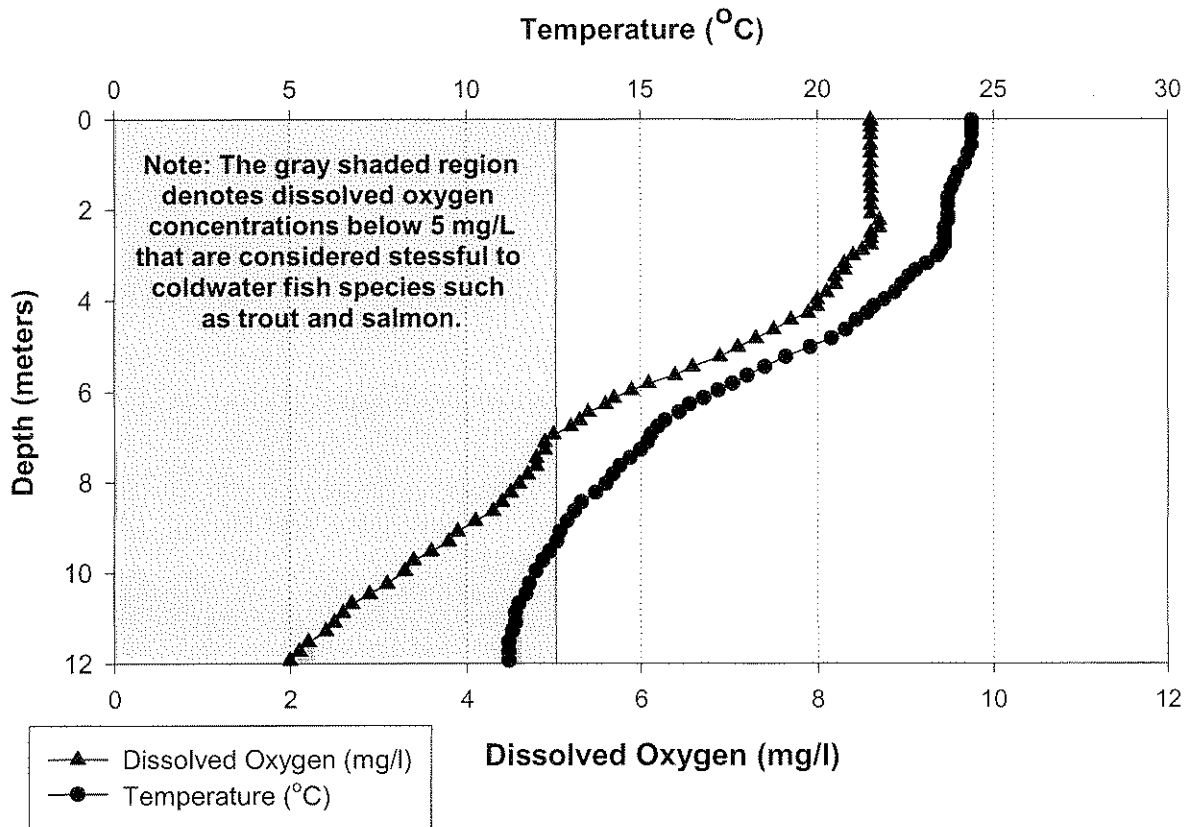 Temperature (°C)
0 5 10 15 20 25 30
0
2
4
6
8
10
12
Depth (meters)
Note: The gray shaded region
denotes dissolved oxygen
concentrations below 5 mg/L
that are considered stessful to
coldwater fish species such
as trout and salmon.
0 2 4 6 8 10 12
Dissolved Oxygen (mg/l)
Dissolved Oxygen (mg/l)
Temperature (°C)